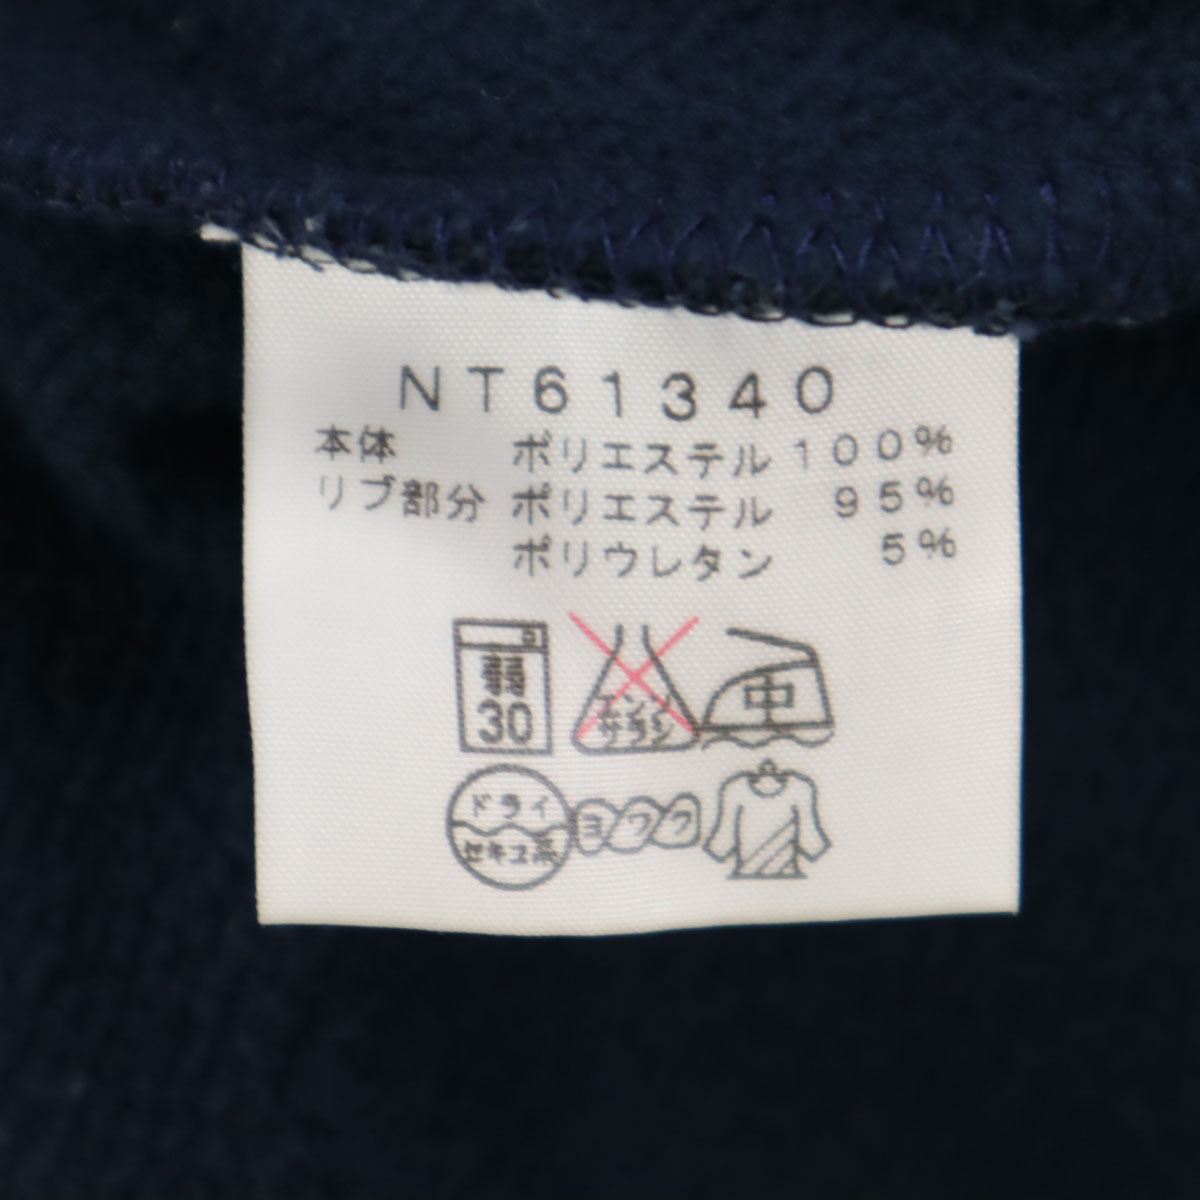 NT61340
本体 ポリエステル 100%
リブ部分 ポリエステル 95%
ポリウレタン 5%
弱
30
エンソ
サラシ
中
ドライ
セキユ系
ヨワク